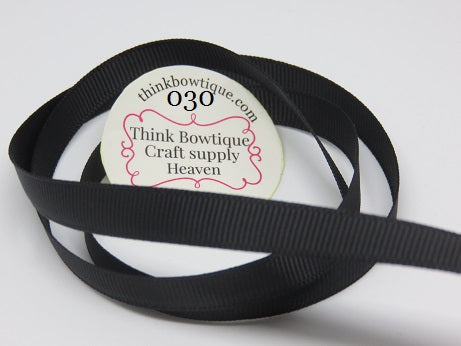 thinkbowtique.com
030
Think Bowtique
Craft supply
Heaven